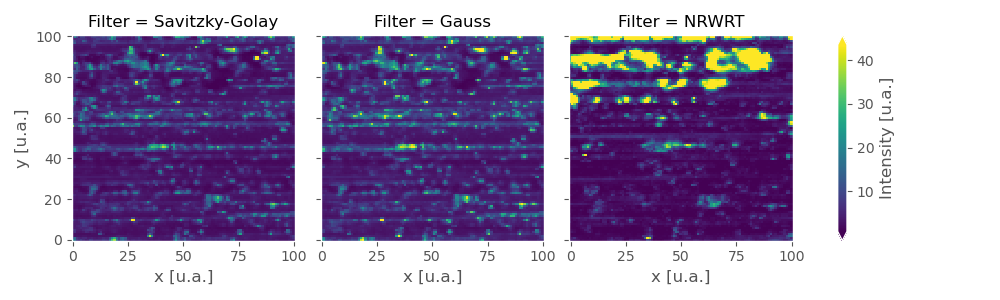 Filter = Savitzky-Golay
Filter = Gauss
Filter = NRWRT
100
80
60
40
20
0
y [u.a.]
0 25 50 75 100
0 25 50 75 100
0 25 50 75 100
x [u.a.]
x [u.a.]
x [u.a.]
40
30
20
10
Intensity [u.a.]